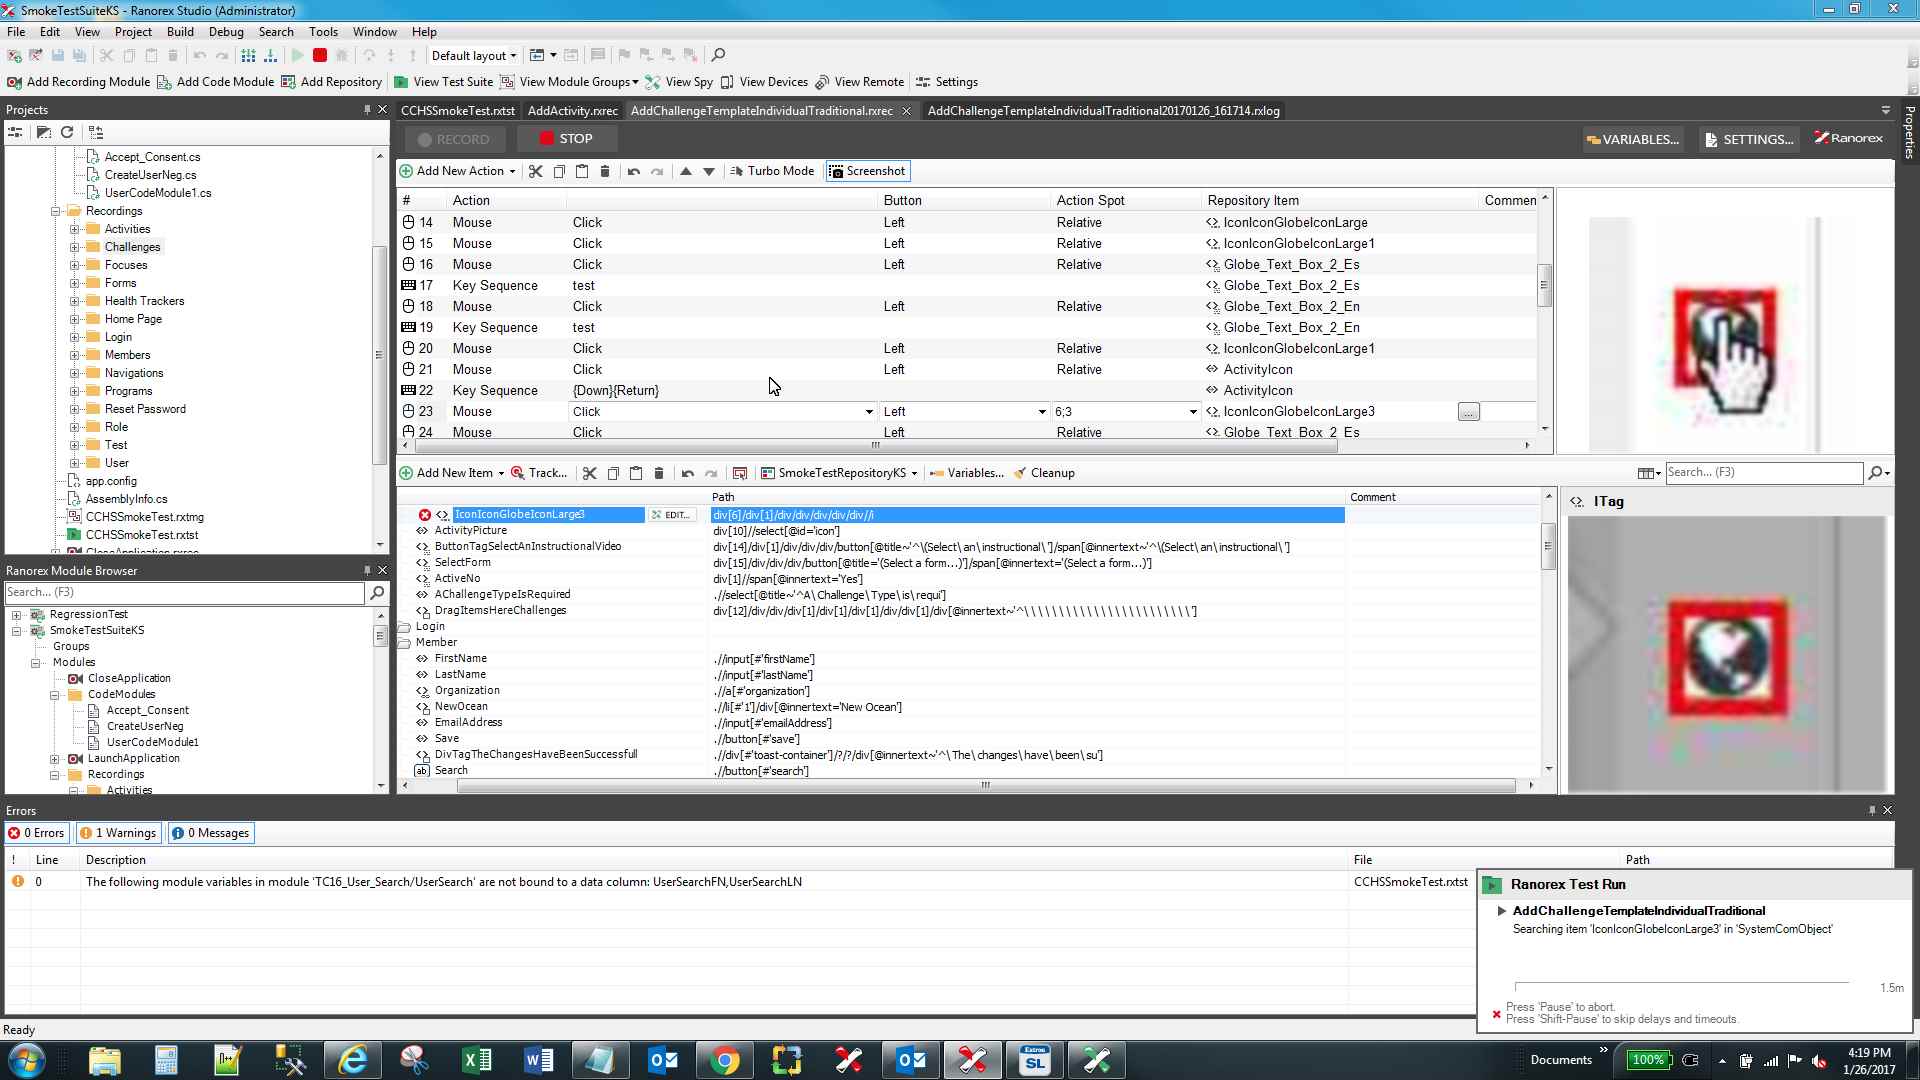 SmokeTestSuiteKS - Ranorex Studio (Administrator)
File Edit View Project Build Debug Search Tools Window Help
Default layout
Add Recording Module Add Code Module Add Repository View Test Suite View Module Groups View Spy View Devices View Remote Settings
Projects
Accept_Consent.cs
CreateUserNeg.cs
UserCodeModule1.cs
Recordings
Activities
Challenges
Focuses
Forms
Health Trackers
Home Page
Login
Members
Navigations
Programs
Reset Password
Role
Test
User
app.config
AssemblyInfo.cs
CCHSSmokeTest.rxtmg
CCHSSmokeTest.rxtst
CloseApplication.rxrec
Ranorex Module Browser
Search... (F3)
RegressionTest
SmokeTestSuiteKS
Groups
Modules
CloseApplication
CodeModules
Accept_Consent
CreateUserNeg
UserCodeModule1
LaunchApplication
Recordings
Activities
CCHSSmokeTest.rxtst AddActivity.rxrec AddChallengeTemplateIndividualTraditional.rxrec AddChallengeTemplateIndividualTraditional20170126_161714.rxlog
Properties
RECORD STOP VARIABLES... SETTINGS... Ranorex
Add New Action Turbo Mode Screenshot
# Action Button Action Spot Repository Item Commen
14 Mouse Click Left Relative IconIconGlobeIconLarge
15 Mouse Click Left Relative IconIconGlobeIconLarge1
16 Mouse Click Left Relative Globe_Text_Box_2_Es
17 Key Sequence test Globe_Text_Box_2_Es
18 Mouse Click Left Relative Globe_Text_Box_2_En
19 Key Sequence test Globe_Text_Box_2_En
20 Mouse Click Left Relative IconIconGlobeIconLarge1
21 Mouse Click Left Relative ActivityIcon
22 Key Sequence {Down}{Return} ActivityIcon
23 Mouse Click Left 6;3 IconIconGlobeIconLarge3 ...
24 Mouse Click Left Relative Globe_Text_Box_2_Es
Add New Item Track... SmokeTestRepositoryKS Variables... Cleanup Search... (F3)
Path Comment
IconIconGlobeIconLarge3 EDIT... div[6]/div[1]/div/div/div/div/div//i
ActivityPicture div[10]//select[@id='icon']
ButtonTagSelectAnInstructionalVideo div[14]/div[1]/div/div/div/button[@title~'^\(Select\ an\ instructional\ ']/span[@innertext~'^\(Select\ an\ instructional\ ']
SelectForm div[15]/div/div/div/button[@title='(Select a form...)']/span[@innertext='(Select a form...)']
ActiveNo div[1]//span[@innertext='Yes']
AChallengeTypeIsRequired .//select[@title~'^A\ Challenge\ Type\ is\ requi']
DragItemsHereChallenges
Login
Member
FirstName .//input[#'firstName']
LastName .//input[#'lastName']
Organization .//a[#'organization']
NewOcean .//li[#'1']/div[@innertext='New Ocean']
EmailAddress .//input[#'emailAddress']
Save .//button[#'save']
DivTagTheChangesHaveBeenSuccessfull .//div[#'toast-container']/?/?/div[@innertext~'^\ The\ changes\ have\ been\ su']
ab Search .//button[#'search']
ITag
Errors
0 Errors 1 Warnings 0 Messages
! Line Description File Path
0 The following module variables in module 'TC16_User_Search/UserSearch' are not bound to a data column: UserSearchFN,UserSearchLN CCHSSmokeTest.rxtst
Ranorex Test Run
AddChallengeTemplateIndividualTraditional
Searching item 'IconIconGlobeIconLarge3' in 'SystemComObject'
1.5m
Press 'Pause' to abort.
Press 'Shift-Pause' to skip delays and timeouts.
Ready
Extron
SL
Documents
100%
4:19 PM
1/26/2017